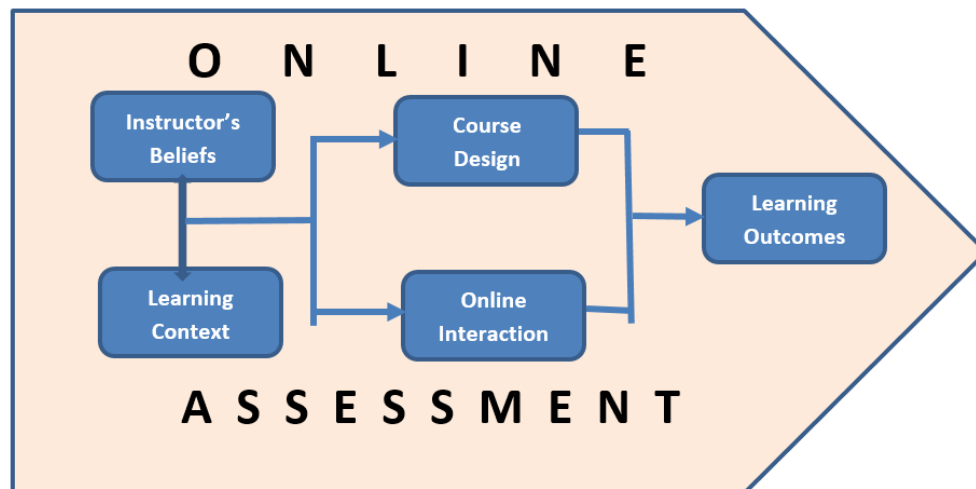 O N L I N E
Instructor's
Beliefs
Course
Design
Learning
Outcomes
Learning
Context
Online
Interaction
A S S E S S M E N T